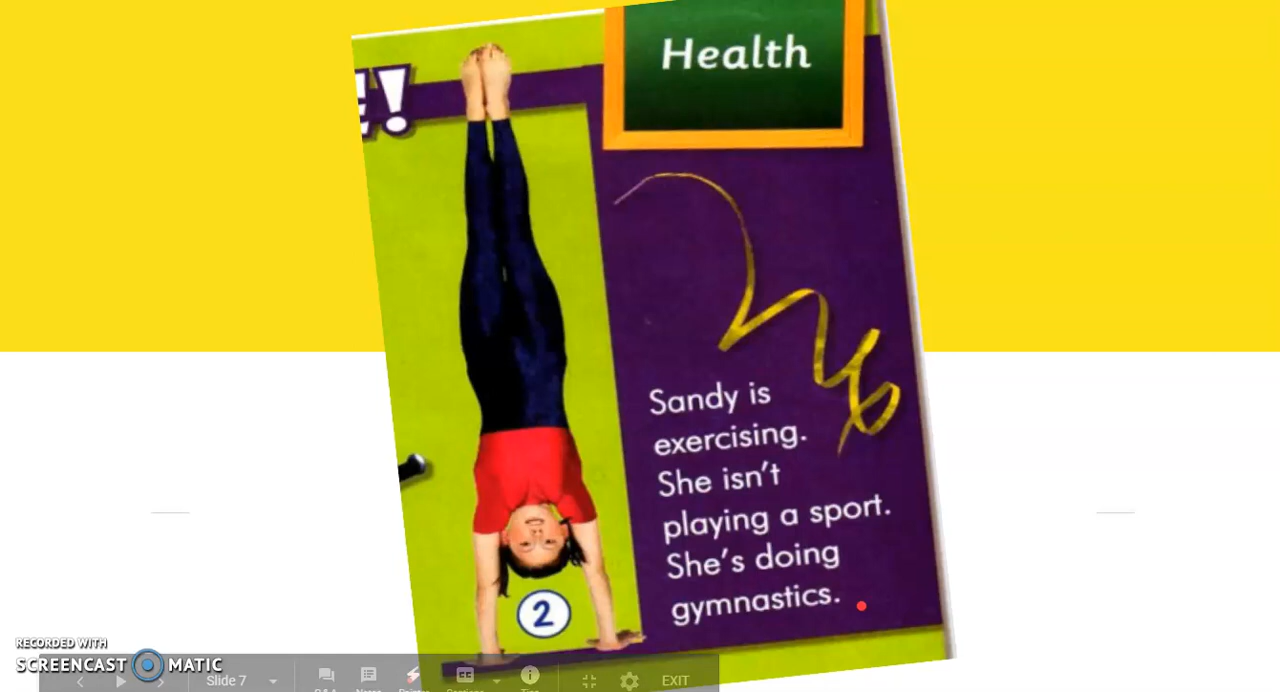 Health
!
Sandy is
exercising.
She isn't
playing a sport.
She's doing
gymnastics.
2
RECORDED WITH
SCREENCAST MATIC
Slide 7
EXIT